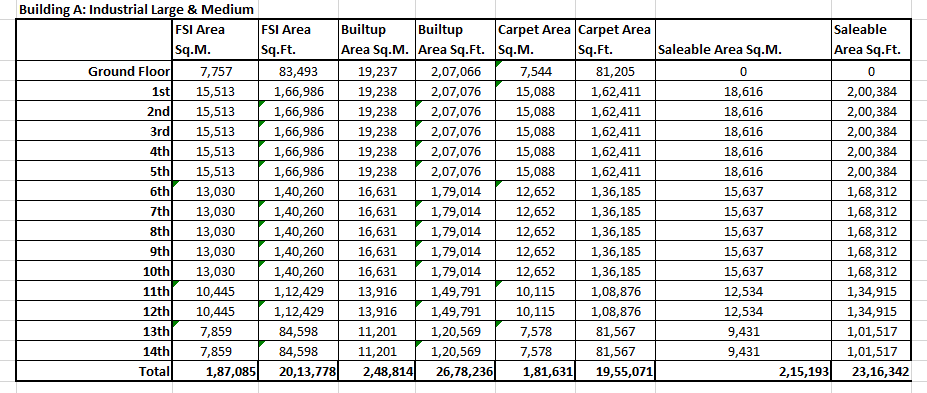 Building A: Industrial Large & Medium
FSI Area Sq.M. FSI Area Sq.Ft. Builtup Area Sq.M. Builtup Area Sq.Ft. Carpet Area Sq.M. Carpet Area Sq.Ft. Saleable Area Sq.M. Saleable Area Sq.Ft.
Ground Floor 7,757 83,493 19,237 2,07,066 7,544 81,205 0 0
1st 15,513 1,66,986 19,238 2,07,076 15,088 1,62,411 18,616 2,00,384
2nd 15,513 1,66,986 19,238 2,07,076 15,088 1,62,411 18,616 2,00,384
3rd 15,513 1,66,986 19,238 2,07,076 15,088 1,62,411 18,616 2,00,384
4th 15,513 1,66,986 19,238 2,07,076 15,088 1,62,411 18,616 2,00,384
5th 15,513 1,66,986 19,238 2,07,076 15,088 1,62,411 18,616 2,00,384
6th 13,030 1,40,260 16,631 1,79,014 12,652 1,36,185 15,637 1,68,312
7th 13,030 1,40,260 16,631 1,79,014 12,652 1,36,185 15,637 1,68,312
8th 13,030 1,40,260 16,631 1,79,014 12,652 1,36,185 15,637 1,68,312
9th 13,030 1,40,260 16,631 1,79,014 12,652 1,36,185 15,637 1,68,312
10th 13,030 1,40,260 16,631 1,79,014 12,652 1,36,185 15,637 1,68,312
11th 10,445 1,12,429 13,916 1,49,791 10,115 1,08,876 12,534 1,34,915
12th 10,445 1,12,429 13,916 1,49,791 10,115 1,08,876 12,534 1,34,915
13th 7,859 84,598 11,201 1,20,569 7,578 81,567 9,431 1,01,517
14th 7,859 84,598 11,201 1,20,569 7,578 81,567 9,431 1,01,517
Total 1,87,085 20,13,778 2,48,814 26,78,236 1,81,631 19,55,071 2,15,193 23,16,342